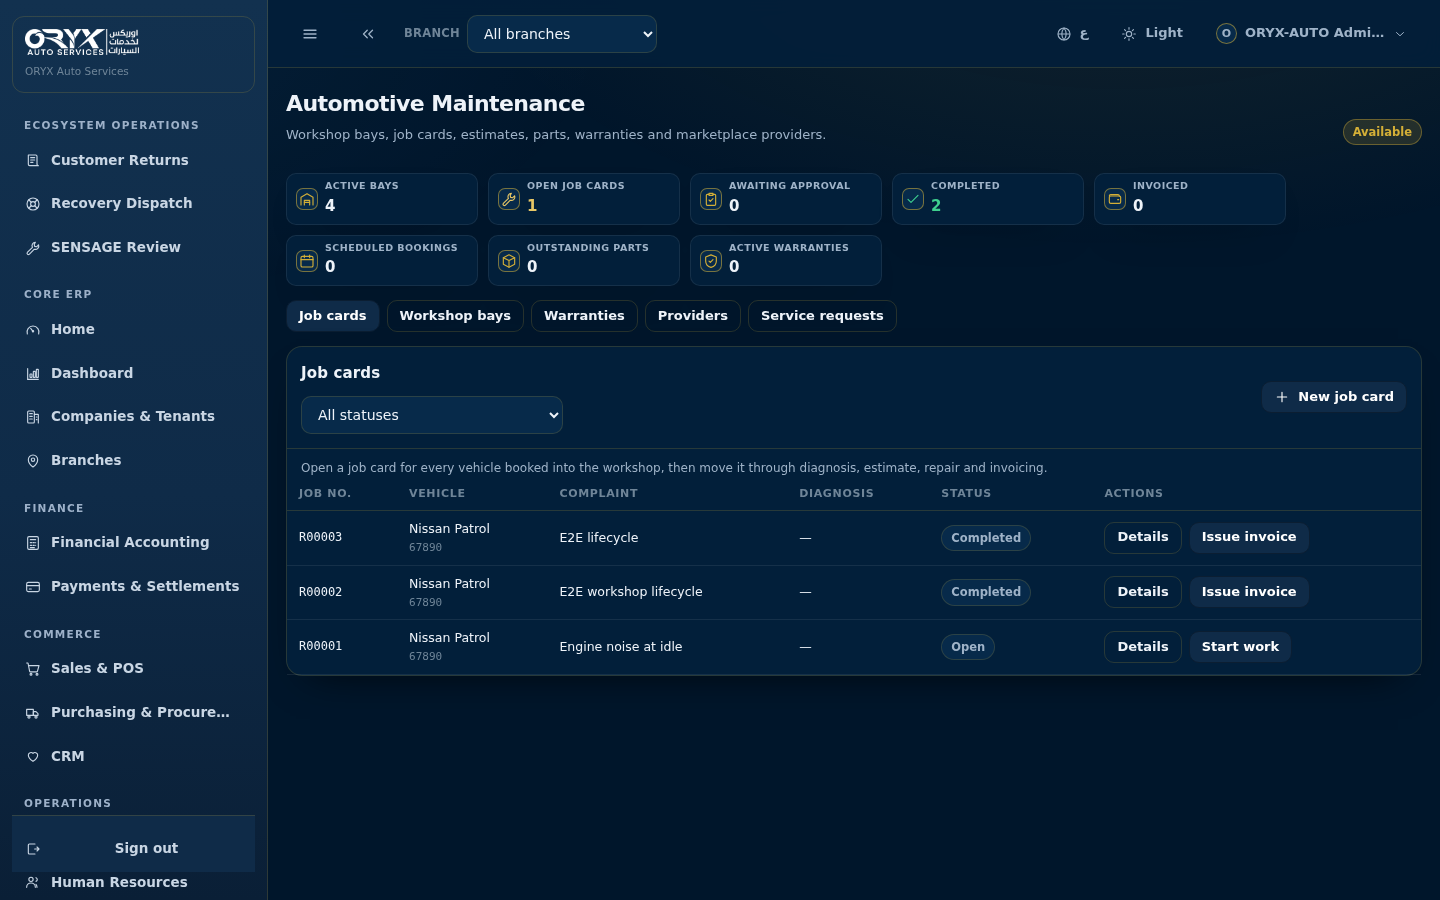 ORYX
AUTO SERVICES
اوريكس
لخدمات
السيارات
ORYX Auto Services
ECOSYSTEM OPERATIONS
Customer Returns
Recovery Dispatch
SENSAGE Review
CORE ERP
Home
Dashboard
Companies & Tenants
Branches
FINANCE
Financial Accounting
Payments & Settlements
COMMERCE
Sales & POS
Purchasing & Procure...
CRM
OPERATIONS
Sign out
Human Resources
BRANCH All branches
ع Light O ORYX-AUTO Admi...
Automotive Maintenance
Workshop bays, job cards, estimates, parts, warranties and marketplace providers.
Available
ACTIVE BAYS
4
OPEN JOB CARDS
1
AWAITING APPROVAL
0
COMPLETED
2
INVOICED
0
SCHEDULED BOOKINGS
0
OUTSTANDING PARTS
0
ACTIVE WARRANTIES
0
Job cards Workshop bays Warranties Providers Service requests
Job cards
All statuses
New job card
Open a job card for every vehicle booked into the workshop, then move it through diagnosis, estimate, repair and invoicing.
JOB NO. VEHICLE COMPLAINT DIAGNOSIS STATUS ACTIONS
R00003 Nissan Patrol 67890 E2E lifecycle — Completed Details Issue invoice
R00002 Nissan Patrol 67890 E2E workshop lifecycle — Completed Details Issue invoice
R00001 Nissan Patrol 67890 Engine noise at idle — Open Details Start work